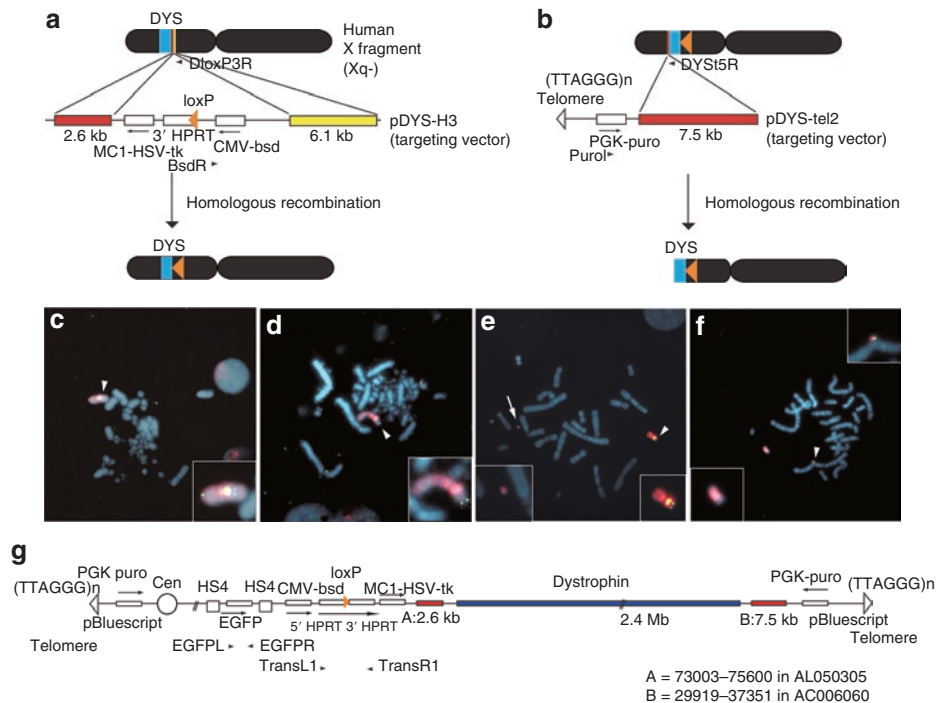 a
DYS
Human
X fragment
(Xq-)
DloxP3R
loxP
pDYS-H3
(targeting vector)
2.6 kb
3′ HPRT
6.1 kb
MC1-HSV-tk
CMV-bsd
BsdR
Homologous recombination
DYS
b
DYS
DYSt5R
(TTAGGG)n
Telomere
pDYS-tel2
(targeting vector)
7.5 kb
PGK-puro
PuroI
Homologous recombination
DYS
c
d
e
f
g
(TTAGGG)n
PGK puro
Cen
HS4
HS4
CMV-bsd
loxP
MC1-HSV-tk
Dystrophin
PGK-puro
(TTAGGG)n
pBluescript
EGFP
5′ HPRT
3′ HPRT
A:2.6 kb
2.4 Mb
B:7.5 kb
pBluescript
Telomere
Telomere
EGFPL
EGFPR
TransL1
TransR1
A = 73003–75600 in AL050305
B = 29919–37351 in AC006060